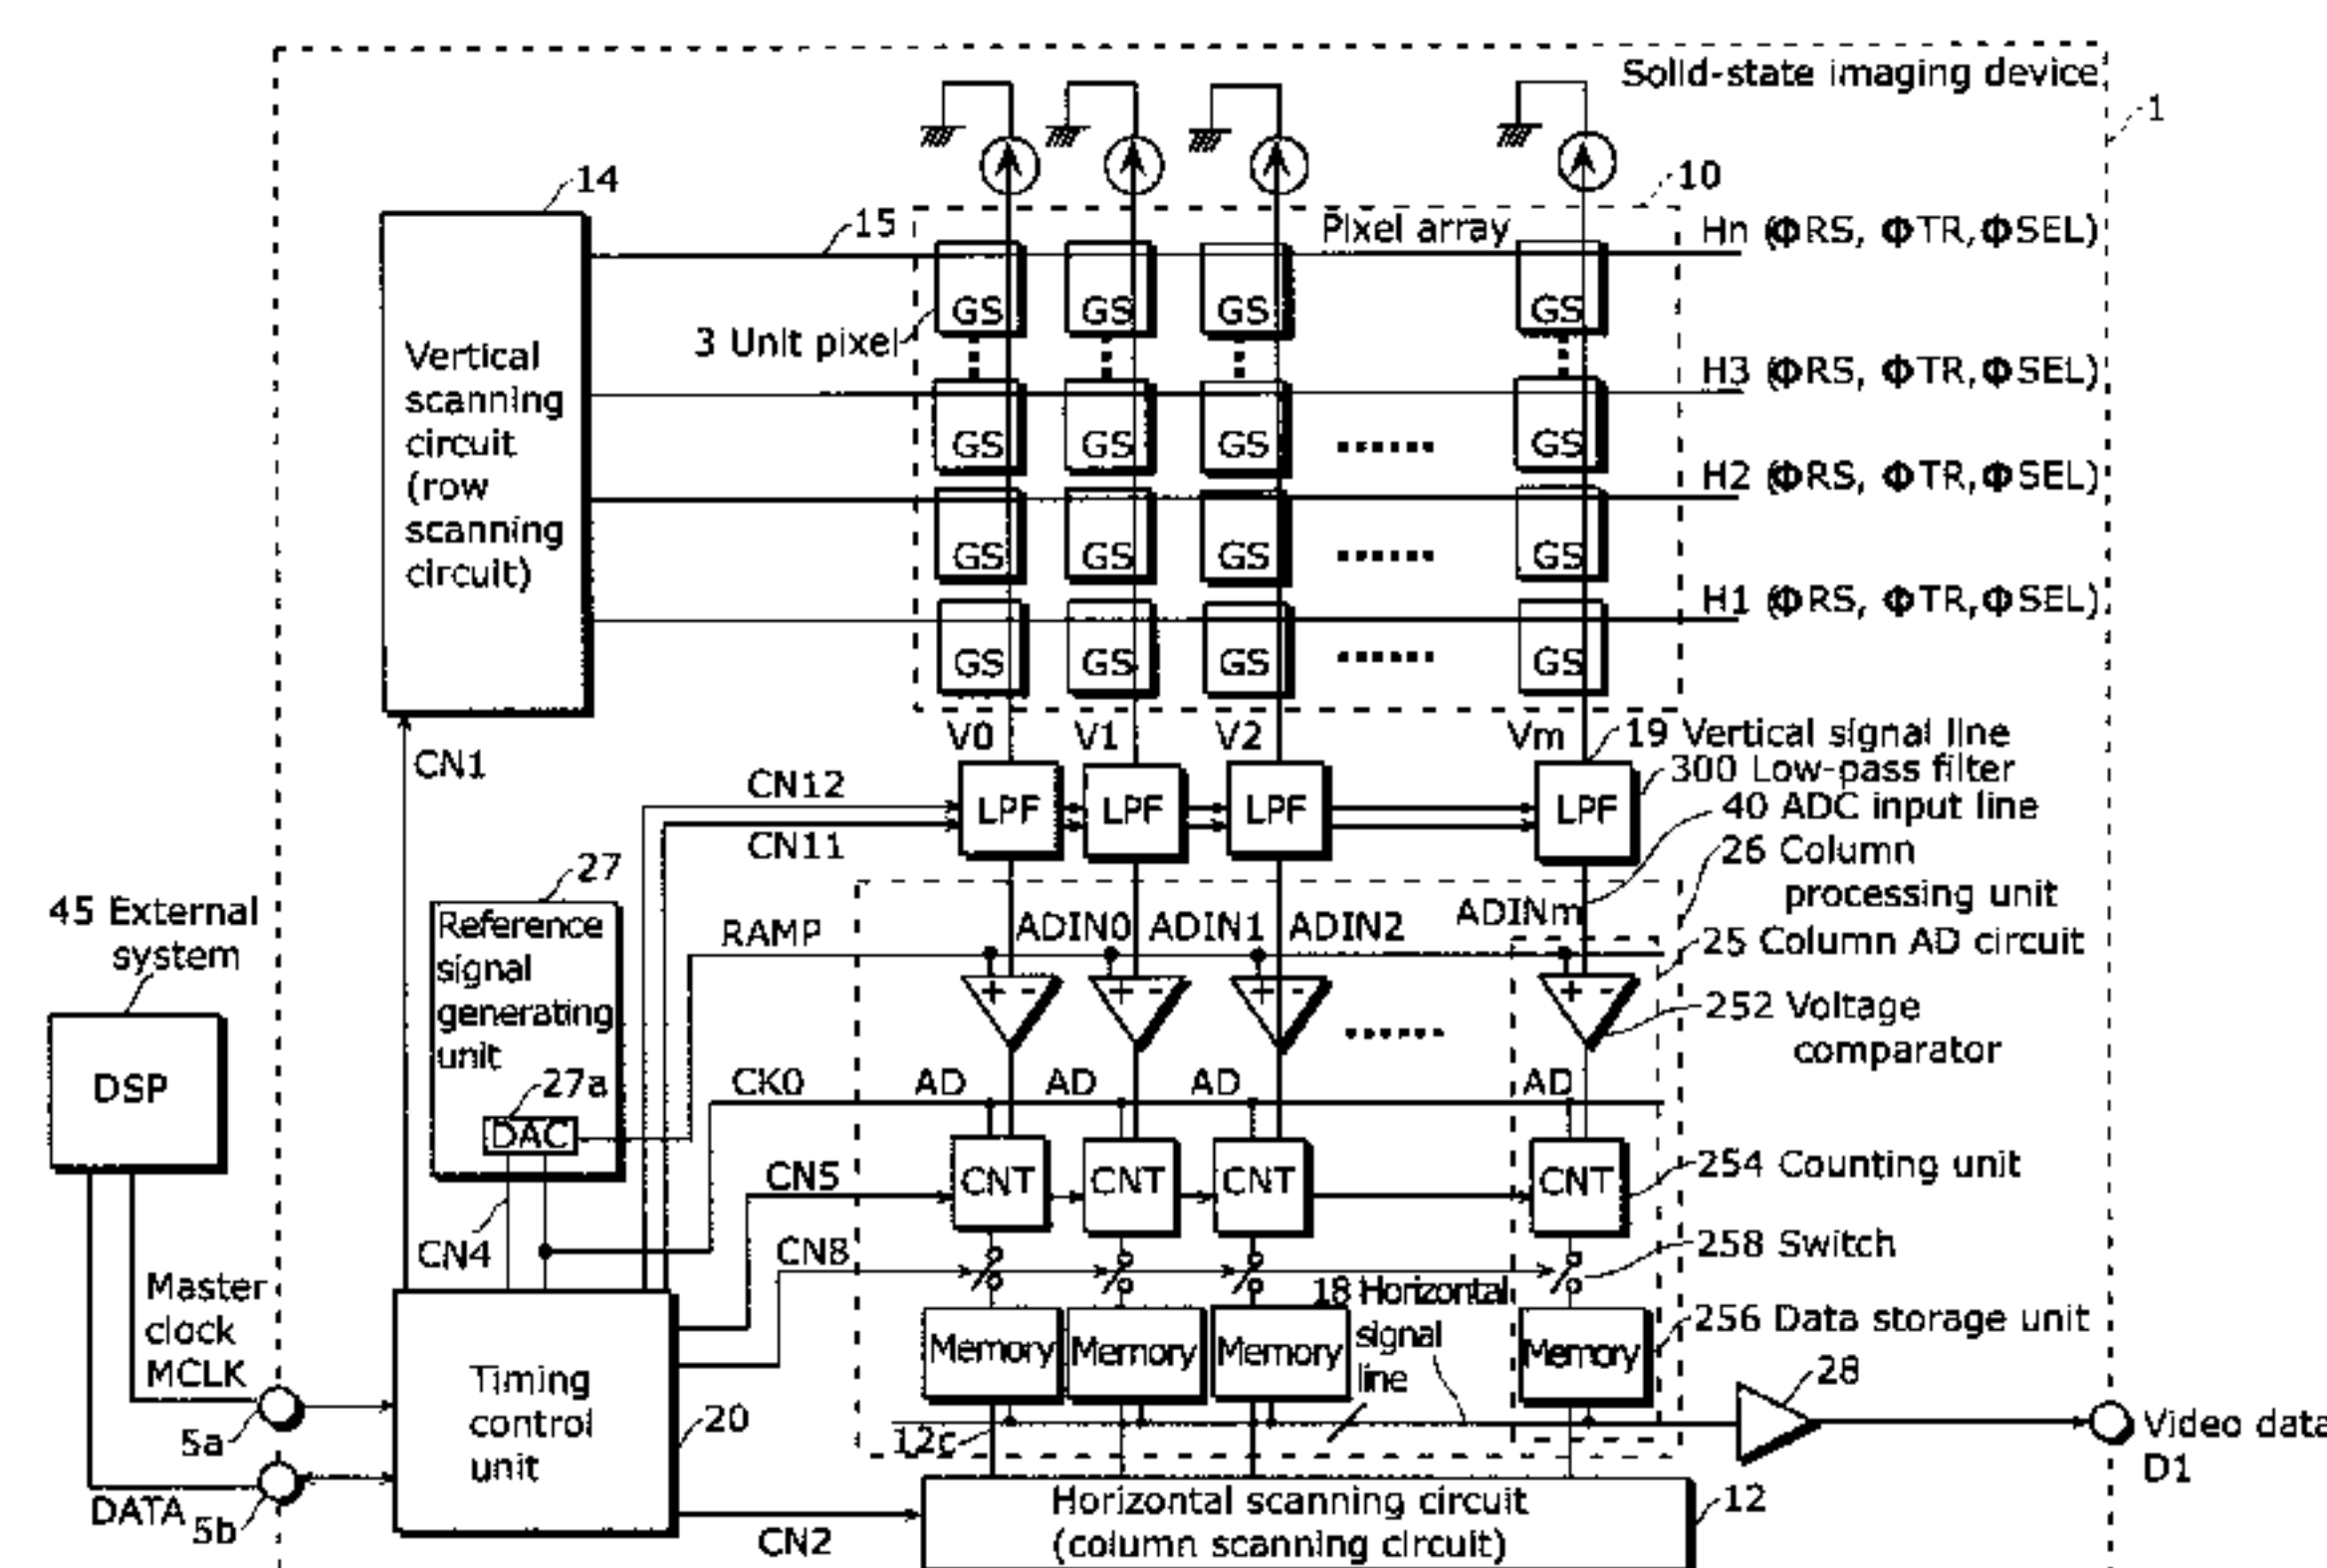 Solid-state imaging device
1
14
15
10
Pixel array
Hn (ΦRS, ΦTR,ΦSEL)
GS GS GS GS
3 Unit pixel
H3 (ΦRS, ΦTR,ΦSEL)
Vertical
scanning
circuit
(row
scanning
circuit)
GS GS GS ...... GS
H2 (ΦRS, ΦTR,ΦSEL)
GS GS GS ...... GS
H1 (ΦRS, ΦTR,ΦSEL)
GS GS GS ...... GS
V0 V1 V2 Vm
19 Vertical signal line
CN1
CN12
LPF LPF LPF LPF
300 Low-pass filter
CN11
40 ADC input line
27
26 Column
processing unit
45 External
system
Reference
signal
generating
unit
RAMP
ADIN0 ADIN1 ADIN2 ADINm
25 Column AD circuit
+ - + - + - + -
......
252 Voltage
comparator
DSP
27a
DAC
CK0
AD AD AD AD
CN5
CNT CNT CNT CNT
254 Counting unit
CN4
CN8
258 Switch
Master
clock
MCLK
18 Horizontal
signal
line
Memory Memory Memory Memory
256 Data storage unit
28
Timing
control
unit
20
5a
12c
Video data
D1
DATA
5b
CN2
Horizontal scanning circuit
(column scanning circuit)
12